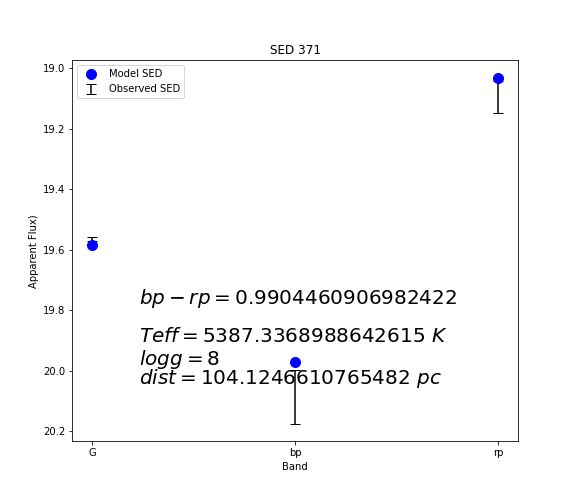 SED 371
Model SED
Observed SED
19.0
19.2
19.4
19.6
19.8
20.0
20.2
Apparent Flux)
bp − rp = 0.9904460906982422
Teff = 5387.3368988642615 K
logg = 8
dist = 104.1246610765482 pc
G bp rp
Band